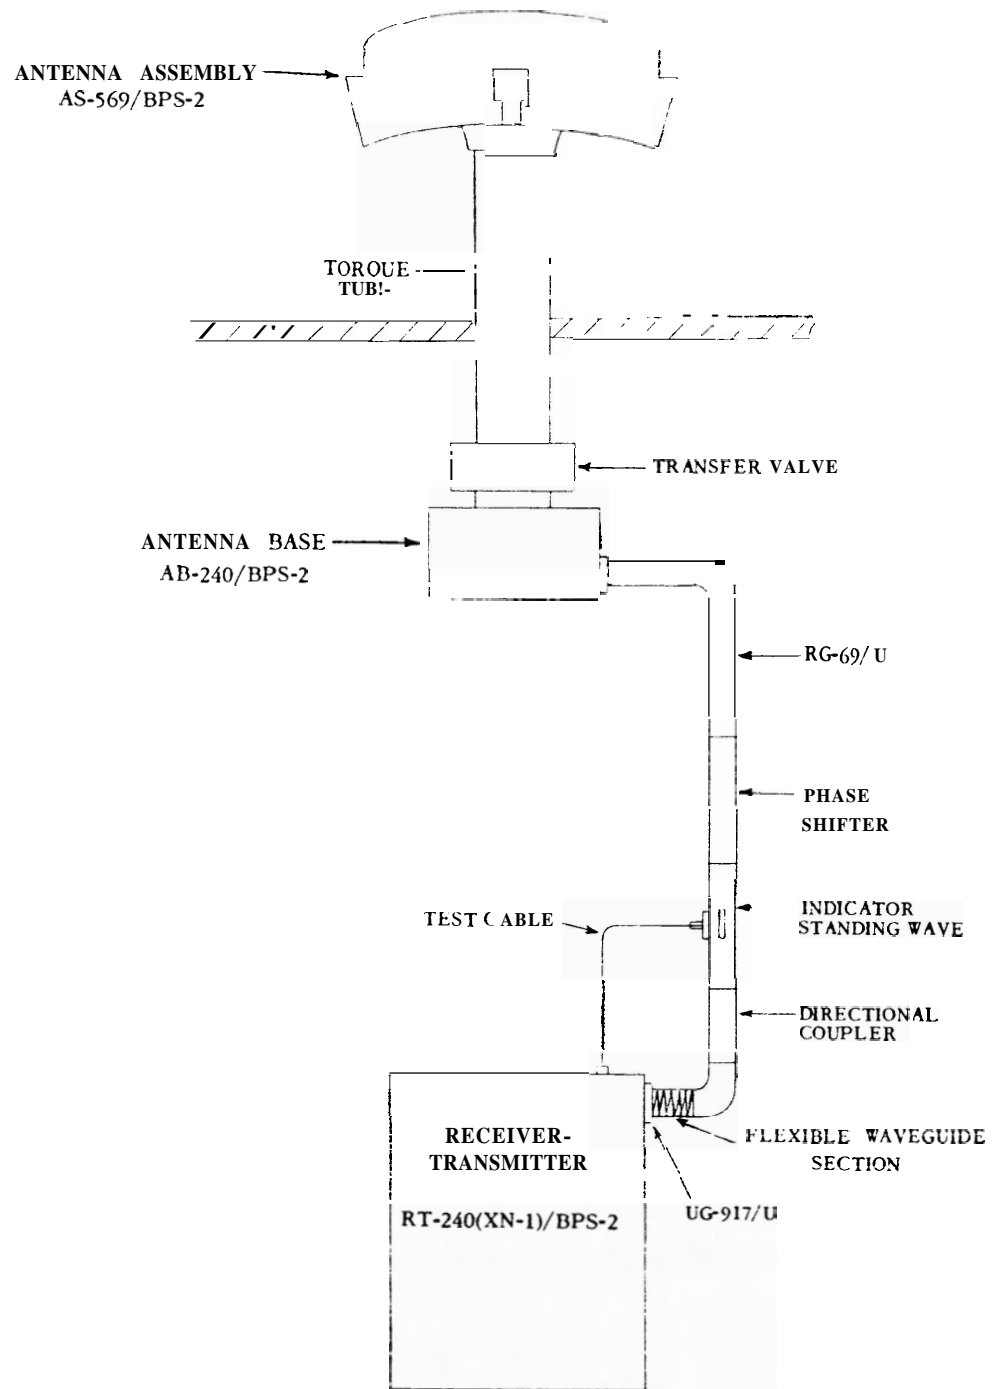 ANTENNA ASSEMBLY
AS-569/BPS-2
TORQUE
TUB!-
TRANSFER VALVE
ANTENNA BASE
AB-240/BPS-2
RG-69/U
PHASE
SHIFTER
TEST CABLE
INDICATOR
STANDING WAVE
DIRECTIONAL
COUPLER
RECEIVER-
TRANSMITTER
FLEXIBLE WAVEGUIDE
SECTION
RT-240(XN-1)/BPS-2
UG-917/U